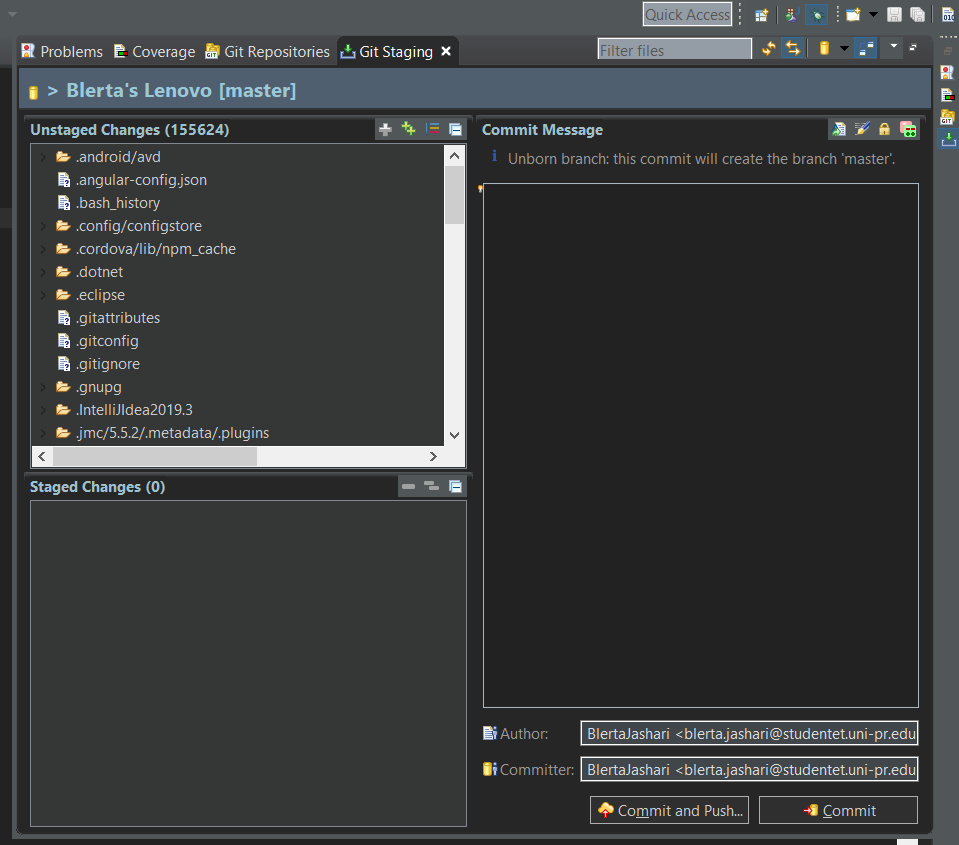 Quick Access
Problems Coverage Git Repositories Git Staging
Filter files
> Blerta's Lenovo [master]
Unstaged Changes (155624)
.android/avd
.angular-config.json
.bash_history
.config/configstore
.cordova/lib/npm_cache
.dotnet
.eclipse
.gitattributes
.gitconfig
.gitignore
.gnupg
.IntelliJIdea2019.3
.jmc/5.5.2/.metadata/.plugins
Staged Changes (0)
Commit Message
Unborn branch: this commit will create the branch 'master'.
Author: BlertaJashari <blerta.jashari@studentet.uni-pr.edu
Committer: BlertaJashari <blerta.jashari@studentet.uni-pr.edu
Commit and Push... Commit